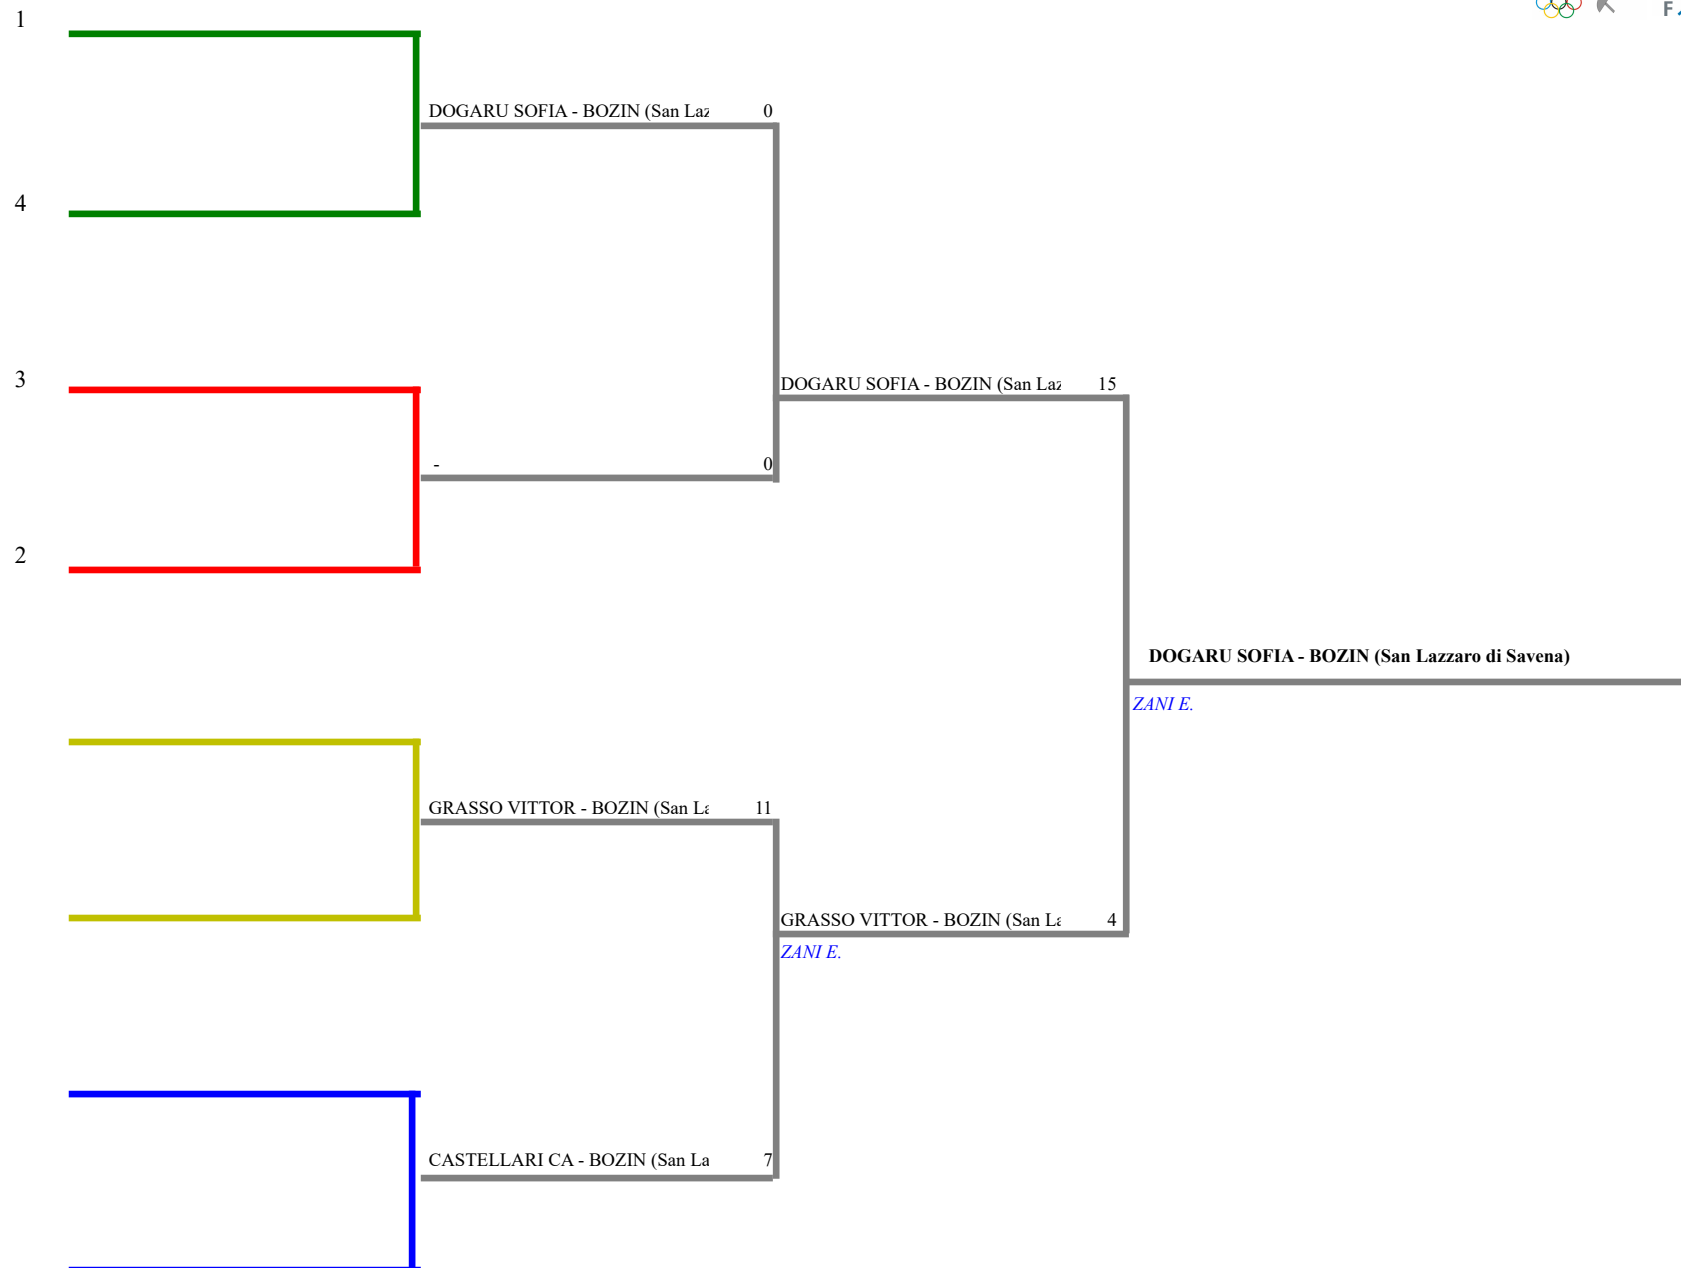 1
F
DOGARU SOFIA - BOZIN (San Laz 0
4
3
DOGARU SOFIA - BOZIN (San Laz 15
- 0
2
DOGARU SOFIA - BOZIN (San Lazzaro di Savena)
ZANI E.
GRASSO VITTOR - BOZIN (San La 11
GRASSO VITTOR - BOZIN (San La 4
ZANI E.
CASTELLARI CA - BOZIN (San La 7